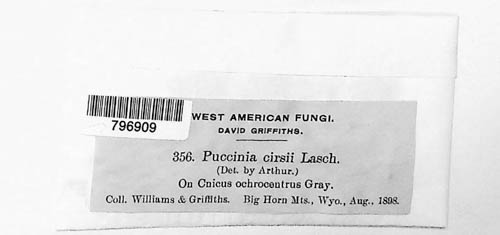 WEST AMERICAN FUNGI.
DAVID GRIFFITHS.
796909
356. Puccinia cirsii Lasch.
(Det. by Arthur.)
On Cnicus ochrocentrus Gray.
Coll. Williams & Griffiths. Big Horn Mts., Wyo., Aug., 1898.